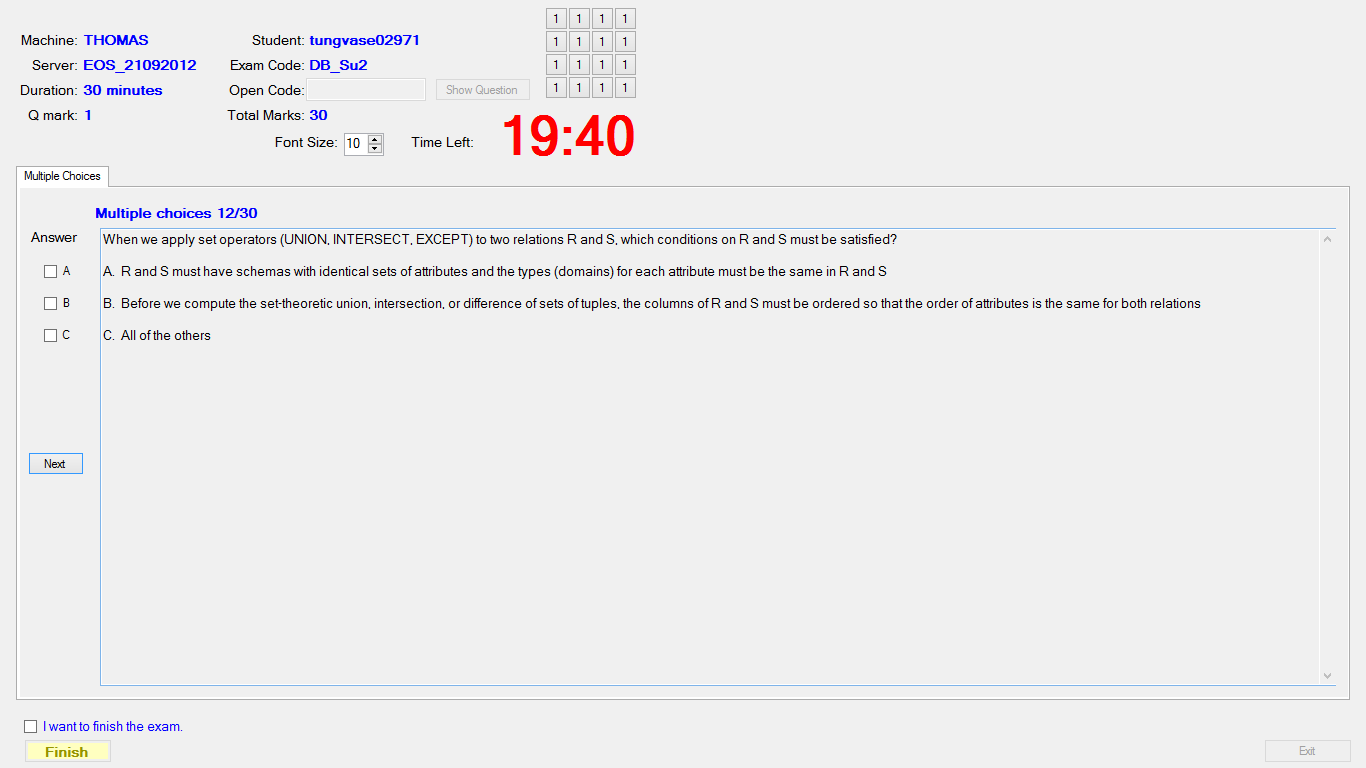 Machine: THOMAS Student: tungvase02971
Server: EOS_21092012 Exam Code: DB_Su2
Duration: 30 minutes Open Code: Show Question
Q mark: 1 Total Marks: 30
Font Size: 10 Time Left: 19:40
1 1 1 1
1 1 1 1
1 1 1 1
1 1 1 1
Multiple Choices
Multiple choices 12/30
Answer
When we apply set operators (UNION, INTERSECT, EXCEPT) to two relations R and S, which conditions on R and S must be satisfied?
A A. R and S must have schemas with identical sets of attributes and the types (domains) for each attribute must be the same in R and S
B B. Before we compute the set-theoretic union, intersection, or difference of sets of tuples, the columns of R and S must be ordered so that the order of attributes is the same for both relations
C C. All of the others
Next
I want to finish the exam.
Finish Exit